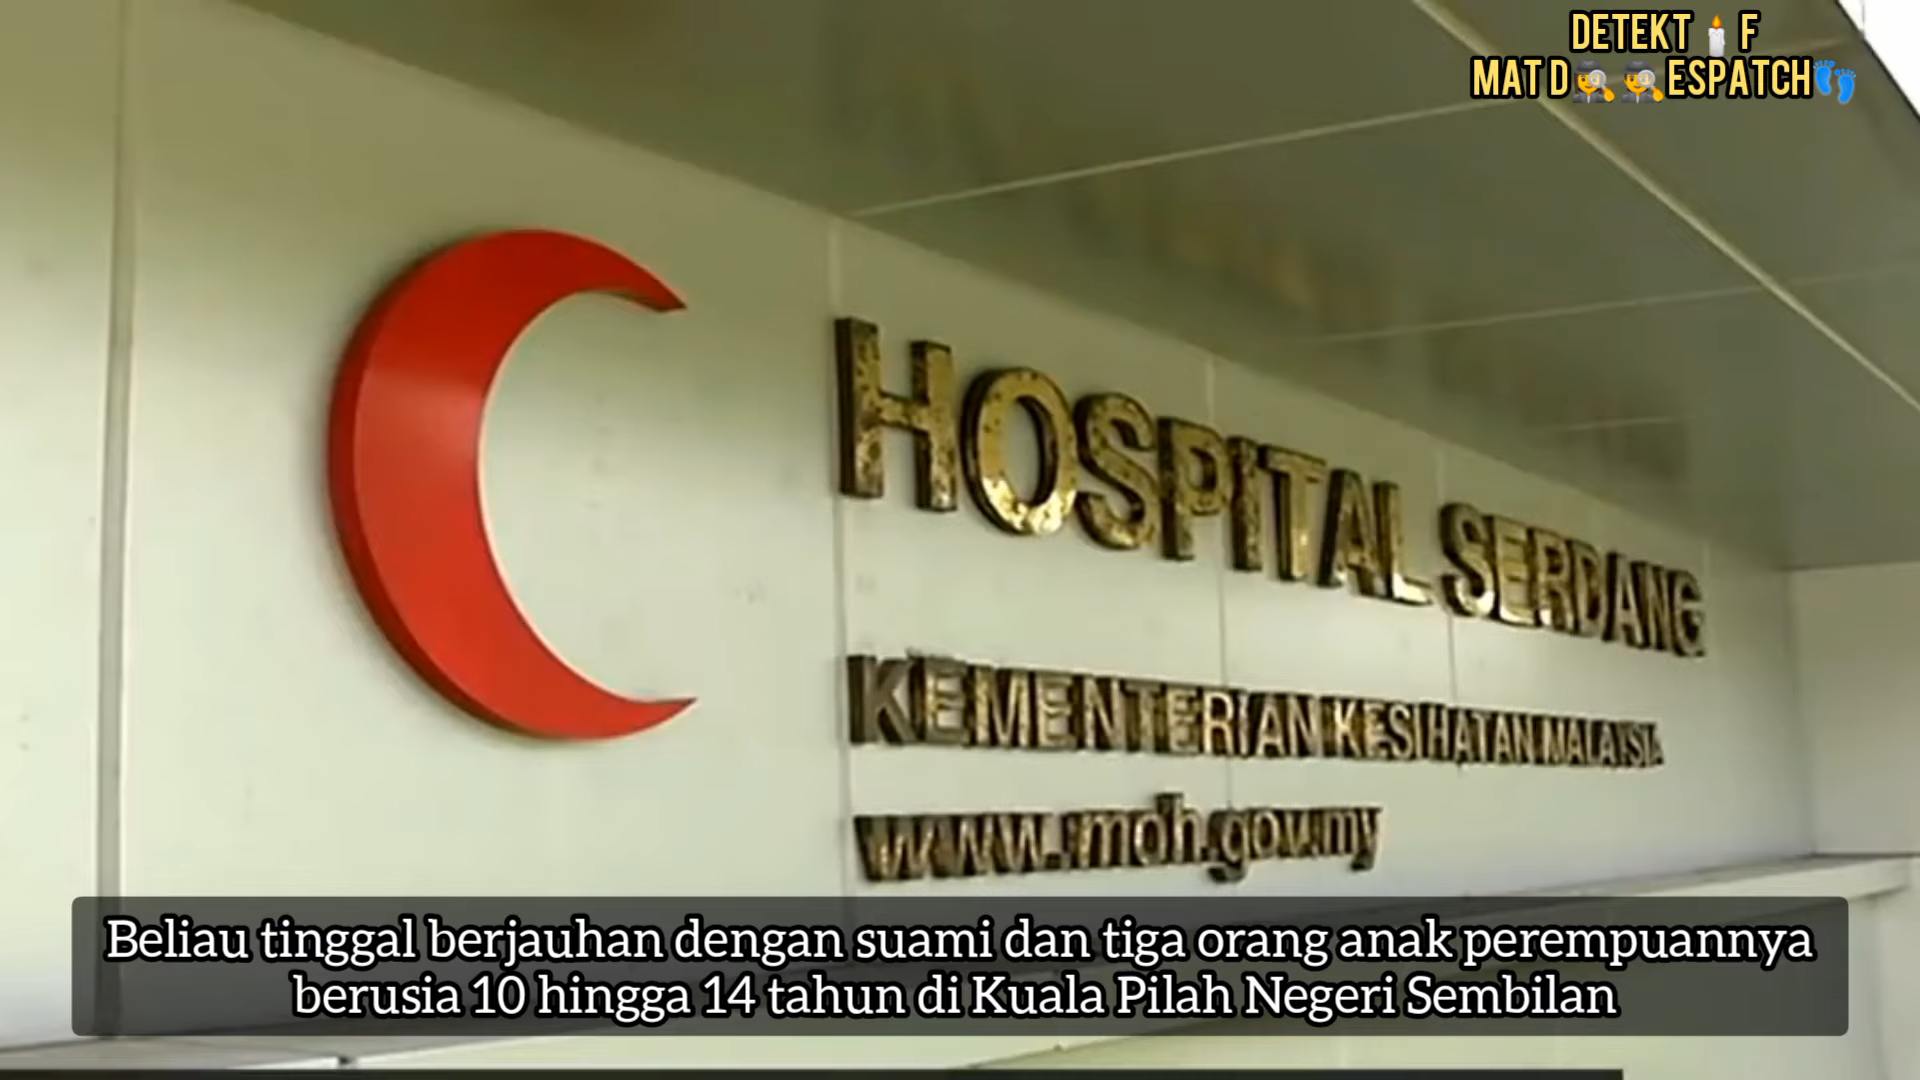 DETEKT🕯️F
MAT D🕵️🕵️ESPATCH👣
HOSPITAL SERDANG
KEMENTERIAN KESIHATAN MALAYSIA
www.moh.gov.my
Beliau tinggal berjauhan dengan suami dan tiga orang anak perempuannya
berusia 10 hingga 14 tahun di Kuala Pilah Negeri Sembilan